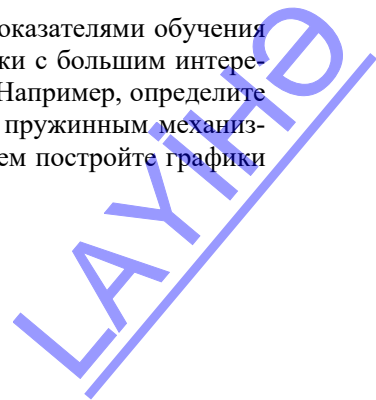 оказателями обучения
ки с большим интере-
Например, определите
пружинным механиз-
ем постройте графики
LAYİHƏ